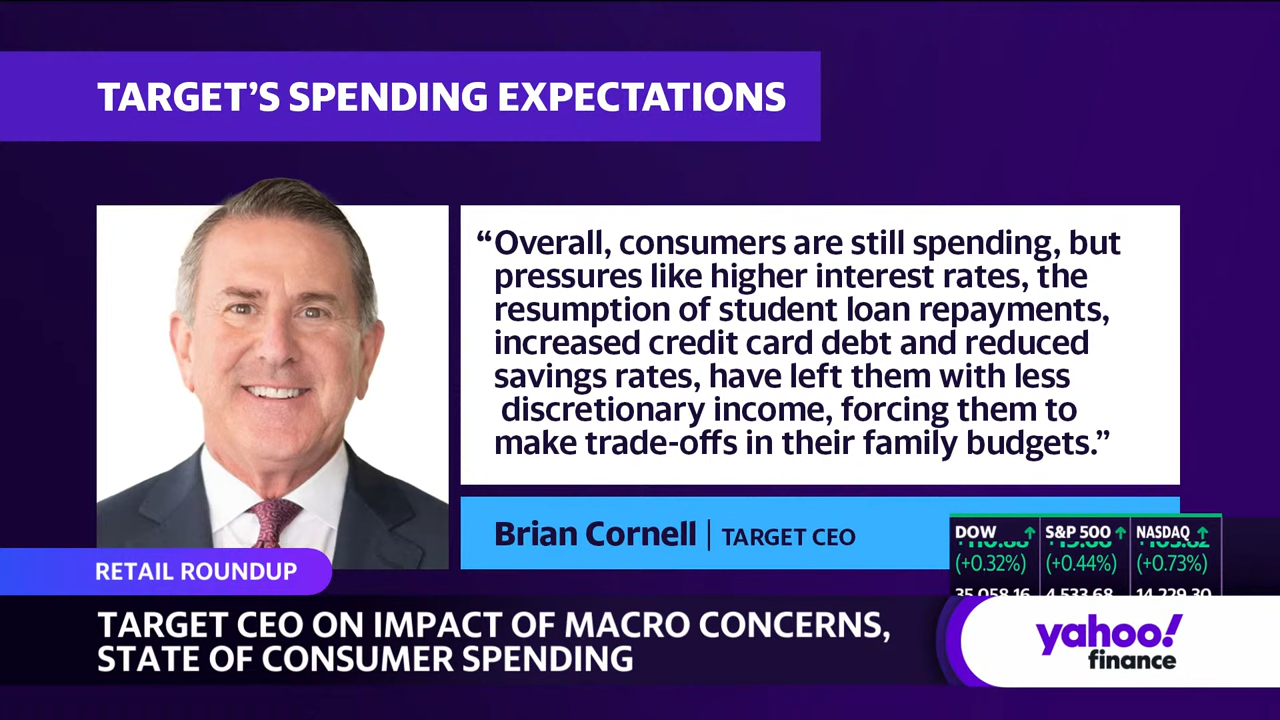 TARGET’S SPENDING EXPECTATIONS
“Overall, consumers are still spending, but
pressures like higher interest rates, the
resumption of student loan repayments,
increased credit card debt and reduced
savings rates, have left them with less
discretionary income, forcing them to
make trade-offs in their family budgets.”
Brian Cornell | TARGET CEO
DOW ↑ S&P 500 ↑ NASDAQ ↑
(+0.32%) (+0.44%) (+0.73%)
RETAIL ROUNDUP
TARGET CEO ON IMPACT OF MACRO CONCERNS,
STATE OF CONSUMER SPENDING
yahoo!
finance